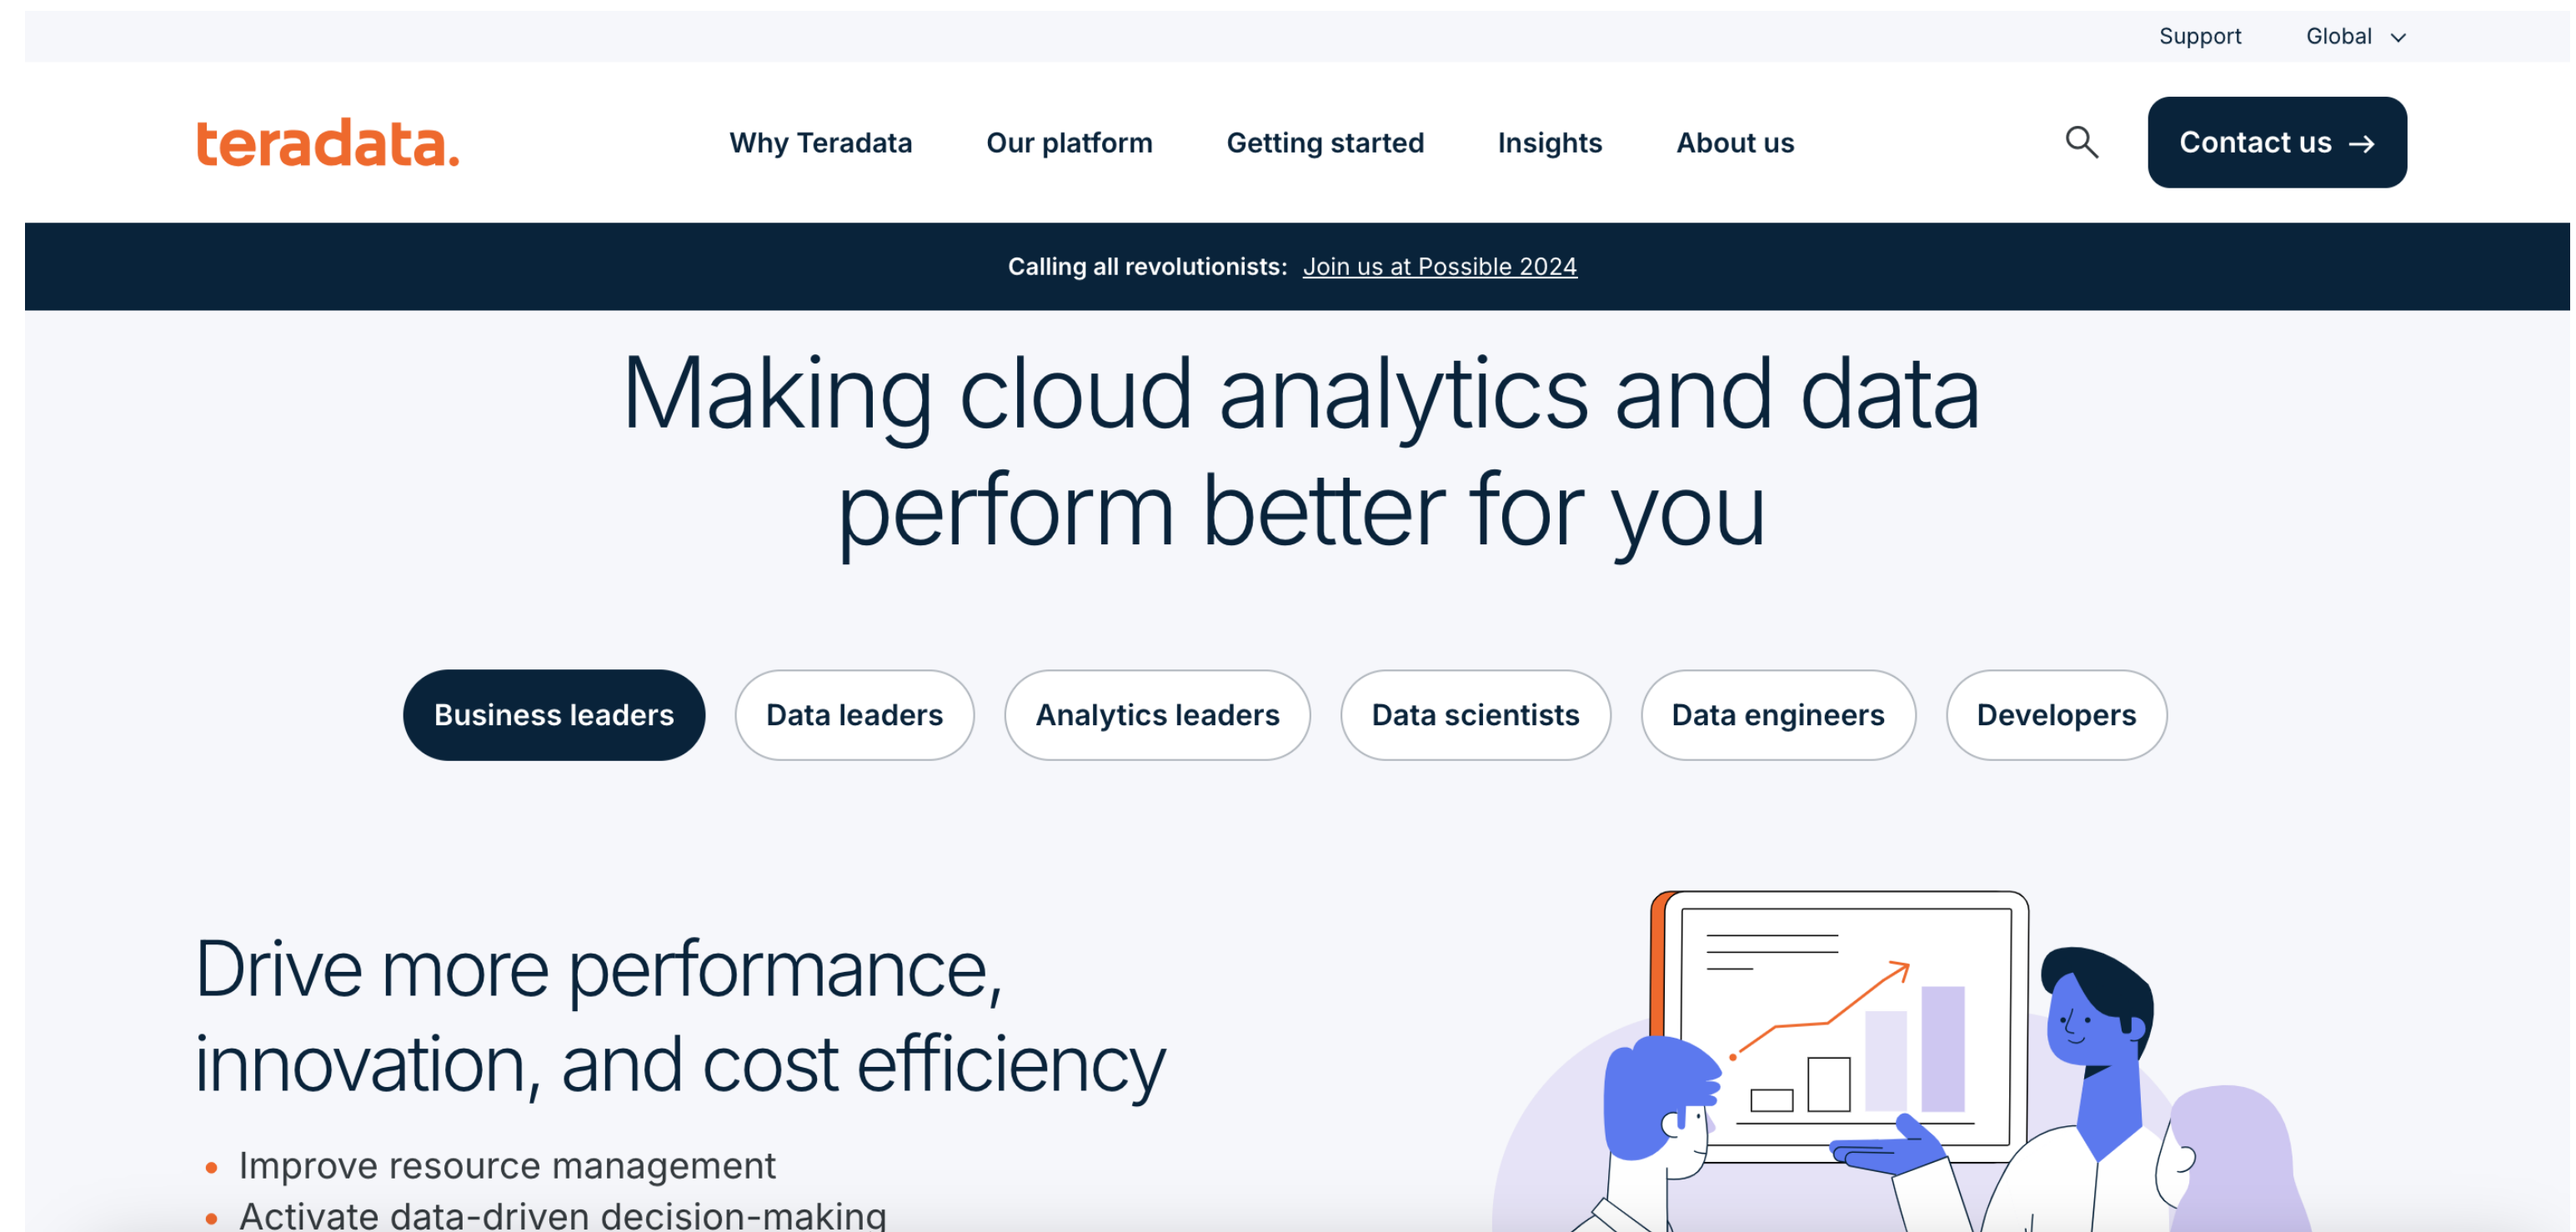 Support Global
teradata.
Why Teradata Our platform Getting started Insights About us Contact us →
Calling all revolutionists: Join us at Possible 2024
Making cloud analytics and data
perform better for you
Business leaders Data leaders Analytics leaders Data scientists Data engineers Developers
Drive more performance,
innovation, and cost efficiency
• Improve resource management
• Activate data-driven decision-making